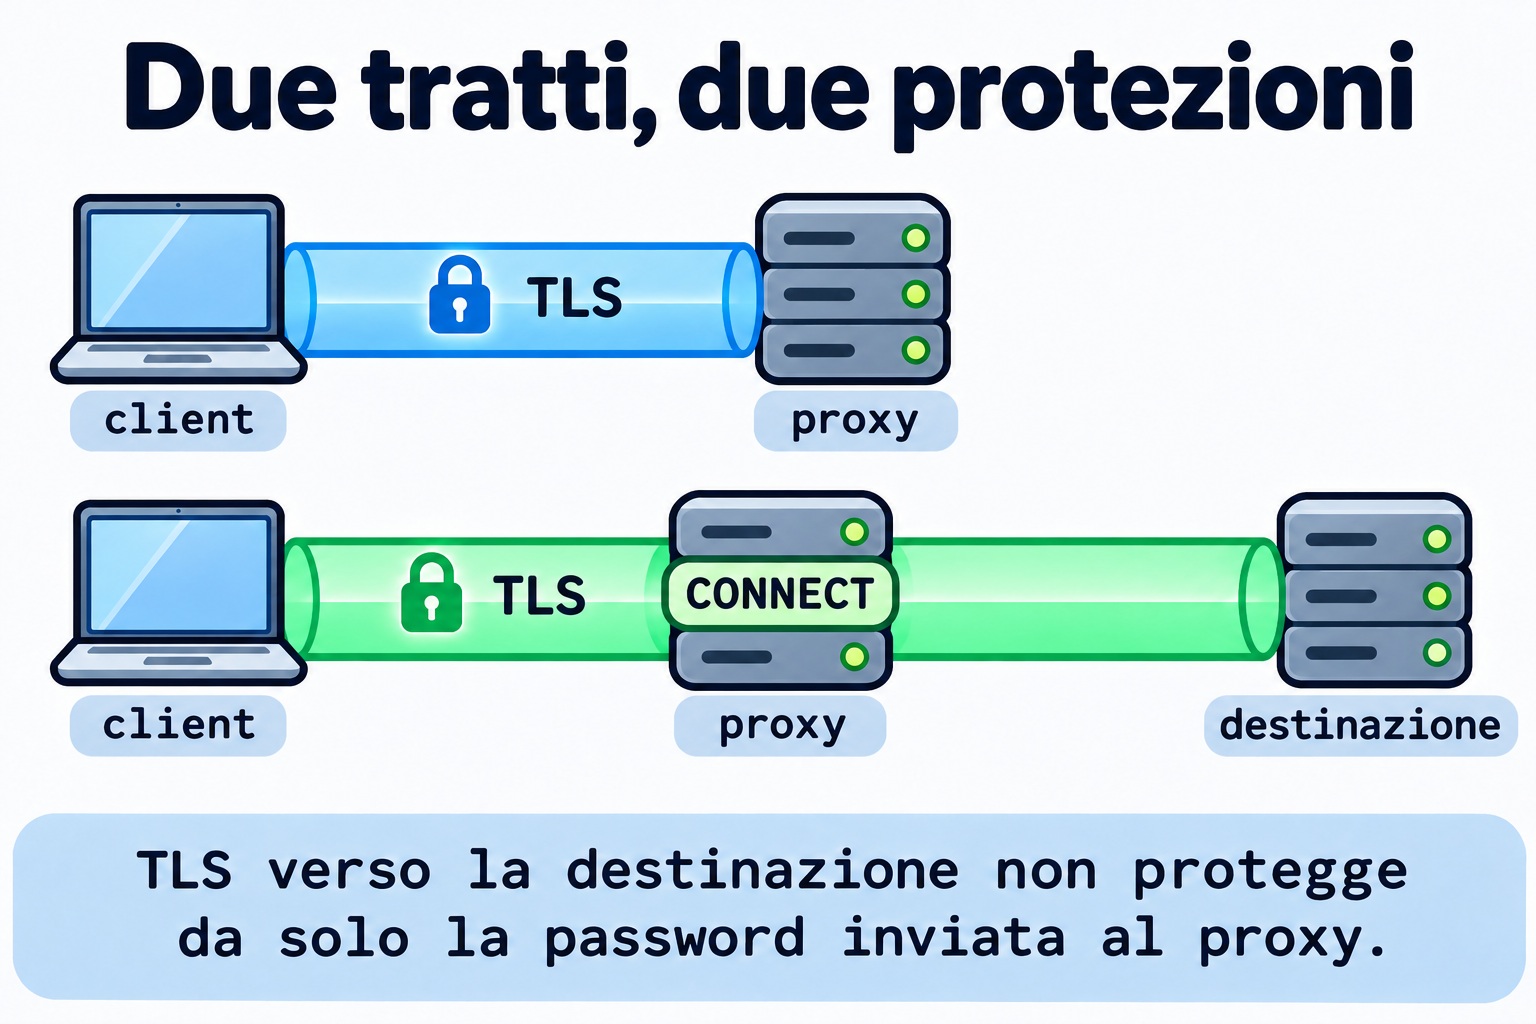 Due tratti, due protezioni
TLS
client
proxy
TLS
CONNECT
client
proxy
destinazione
TLS verso la destinazione non protegge
da solo la password inviata al proxy.